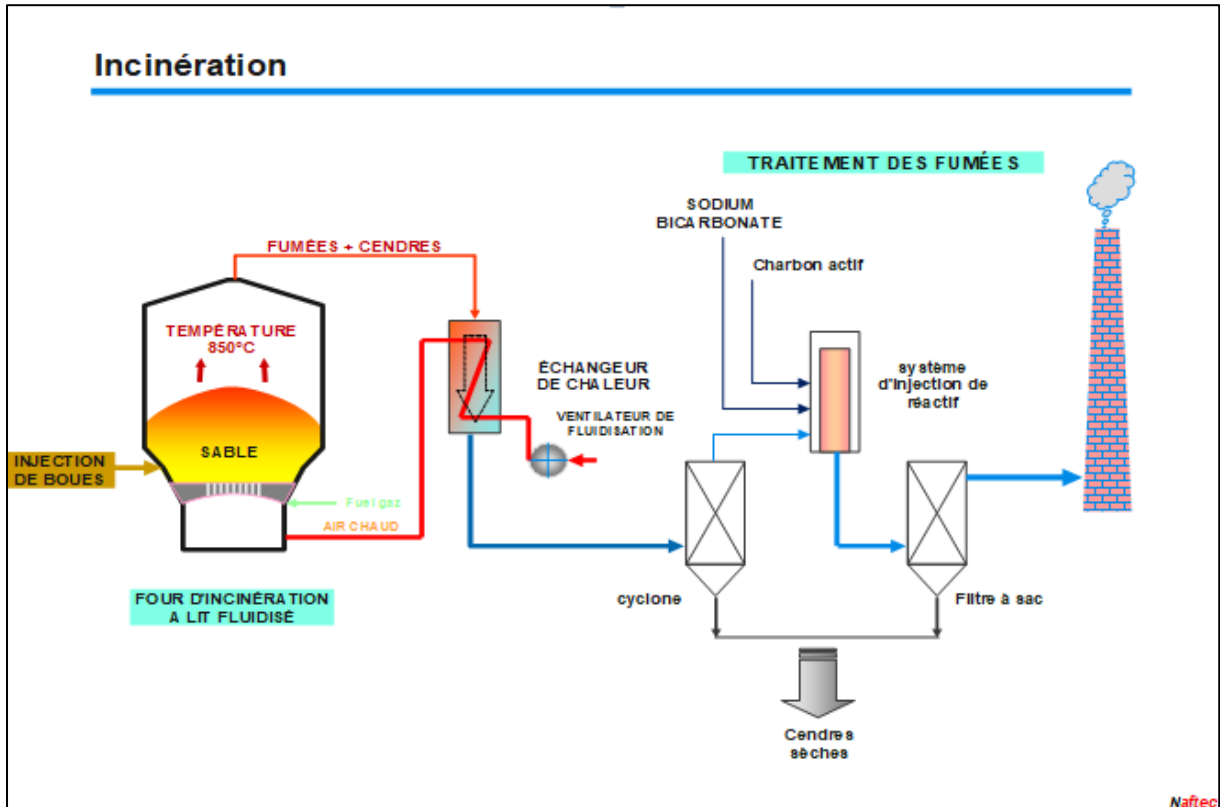 Incinération
TRAITEMENT DES FUMÉES
SODIUM
BICARBONATE
FUMÉES + CENDRES
Charbon actif
TEMPÉRATURE
850°C
ÉCHANGEUR
DE CHALEUR
système
d'injection de
réactif
VENTILATEUR DE
FLUIDISATION
SABLE
INJECTION
DE BOUES
Fuel gaz
AIR CHAUD
FOUR D'INCINÉRATION
A LIT FLUIDISÉ
cyclone
Filtre à sac
Cendres
sèches
Naftec